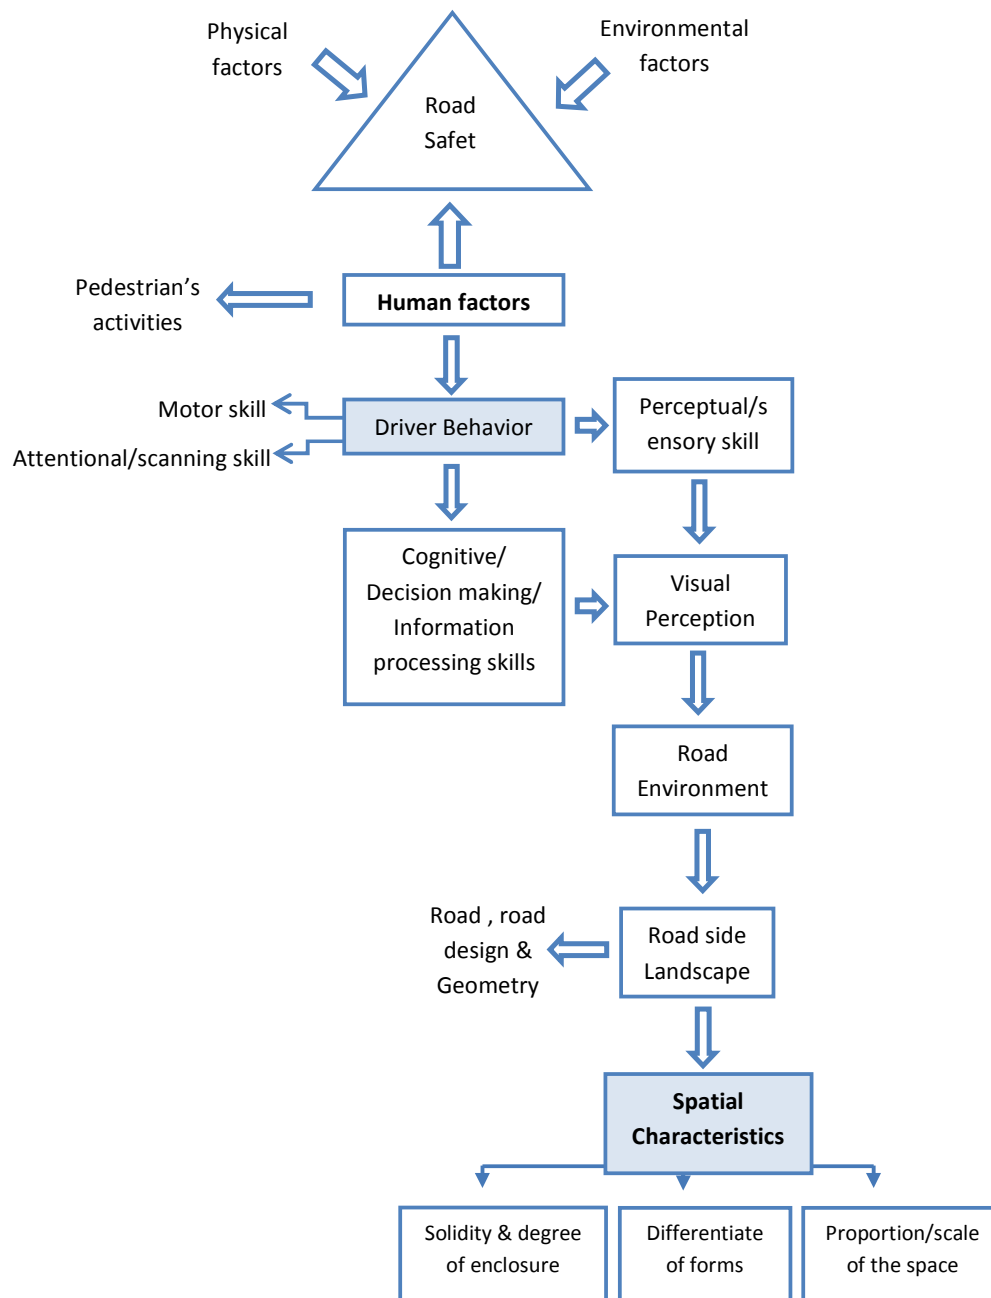 Physical
factors
Environmental
factors
Road
Safet
Human factors
Pedestrian’s
activities
Motor skill
Attentional/scanning skill
Driver Behavior
Perceptual/s
ensory skill
Cognitive/
Decision making/
Information
processing skills
Visual
Perception
Road
Environment
Road , road
design &
Geometry
Road side
Landscape
Spatial
Characteristics
Solidity & degree
of enclosure
Differentiate
of forms
Proportion/scale
of the space